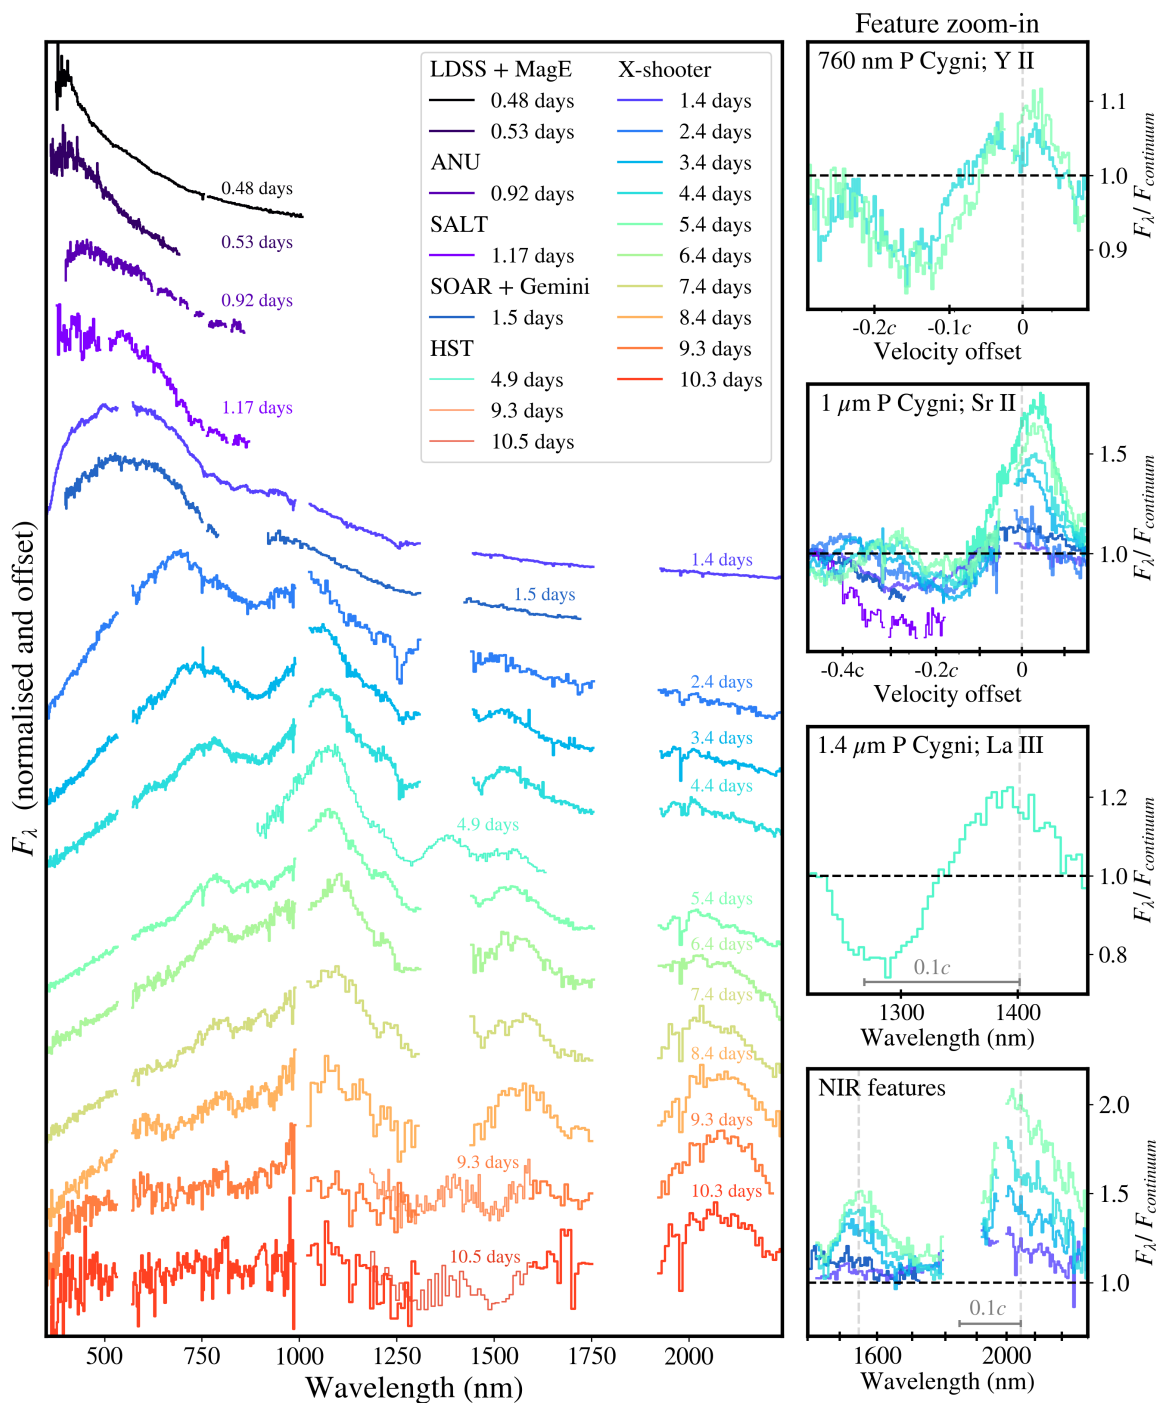 Feature zoom-in
LDSS + MagE
0.48 days
0.53 days
ANU
0.92 days
SALT
1.17 days
SOAR + Gemini
1.5 days
HST
4.9 days
9.3 days
10.5 days
X-shooter
1.4 days
2.4 days
3.4 days
4.4 days
5.4 days
6.4 days
7.4 days
8.4 days
9.3 days
10.3 days
0.48 days
0.53 days
0.92 days
1.17 days
1.4 days
1.5 days
2.4 days
3.4 days
4.4 days
4.9 days
5.4 days
6.4 days
7.4 days
8.4 days
9.3 days
9.3 days
10.3 days
10.5 days
Fλ (normalised and offset)
500 750 1000 1250 1500 1750 2000
Wavelength (nm)
760 nm P Cygni; Y II
1.1
1.0
0.9
Fλ/ Fcontinuum
-0.2c -0.1c 0
Velocity offset
1 μm P Cygni; Sr II
1.5
1.0
Fλ/ Fcontinuum
-0.4c -0.2c 0
Velocity offset
1.4 μm P Cygni; La III
1.2
1.0
0.8
Fλ/ Fcontinuum
0.1c
1300 1400
Wavelength (nm)
NIR features
2.0
1.5
1.0
Fλ/ Fcontinuum
0.1c
1600 2000
Wavelength (nm)